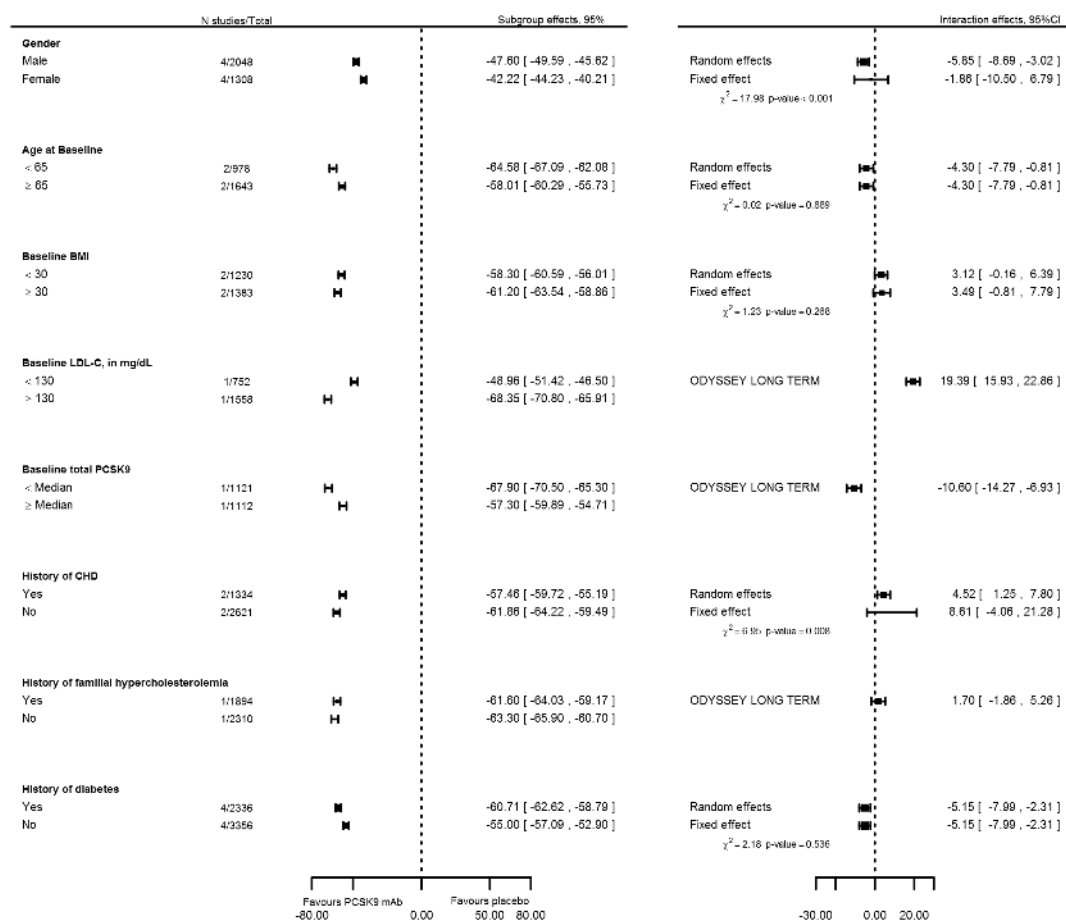 N studies/Total Subgroup effects, 95% Interaction effects, 95%CI
Gender
Male 4/2048 -47.60 [ -49.59 , -45.62 ] Random effects -5.85 [ -8.69 , -3.02 ]
Female 4/1308 -42.22 [ -44.23 , -40.21 ] Fixed effect -1.86 [ -10.50 , 6.79 ]
χ² = 17.98 p-value < 0.001
Age at Baseline
< 65 2/978 -64.58 [ -67.09 , -62.08 ] Random effects -4.30 [ -7.79 , -0.81 ]
≥ 65 2/1643 -58.01 [ -60.29 , -55.73 ] Fixed effect -4.30 [ -7.79 , -0.81 ]
χ² = 0.02 p-value = 0.889
Baseline BMI
< 30 2/1230 -58.30 [ -60.59 , -56.01 ] Random effects 3.12 [ -0.16 , 6.39 ]
> 30 2/1383 -61.20 [ -63.54 , -58.86 ] Fixed effect 3.49 [ -0.81 , 7.79 ]
χ² = 1.23 p-value = 0.268
Baseline LDL-C, in mg/dL
< 130 1/752 -48.96 [ -51.42 , -46.50 ] ODYSSEY LONG TERM 19.39 [ 15.93 , 22.86 ]
> 130 1/1558 -68.35 [ -70.80 , -65.91 ]
Baseline total PCSK9
< Median 1/1121 -67.90 [ -70.50 , -65.30 ] ODYSSEY LONG TERM -10.60 [ -14.27 , -6.93 ]
≥ Median 1/1112 -57.30 [ -59.89 , -54.71 ]
History of CHD
Yes 2/1334 -57.46 [ -59.72 , -55.19 ] Random effects 4.52 [ 1.25 , 7.80 ]
No 2/2621 -61.86 [ -64.22 , -59.49 ] Fixed effect 8.61 [ -4.06 , 21.28 ]
χ² = 6.95 p-value = 0.008
History of familial hypercholesterolemia
Yes 1/1894 -61.60 [ -64.03 , -59.17 ] ODYSSEY LONG TERM 1.70 [ -1.86 , 5.26 ]
No 1/2310 -63.30 [ -65.90 , -60.70 ]
History of diabetes
Yes 4/2336 -60.71 [ -62.62 , -58.79 ] Random effects -5.15 [ -7.99 , -2.31 ]
No 4/3356 -55.00 [ -57.09 , -52.90 ] Fixed effect -5.15 [ -7.99 , -2.31 ]
χ² = 2.18 p-value = 0.536
Favours PCSK9 mAb Favours placebo
-80.00 0.00 50.00 80.00 -30.00 0.00 20.00